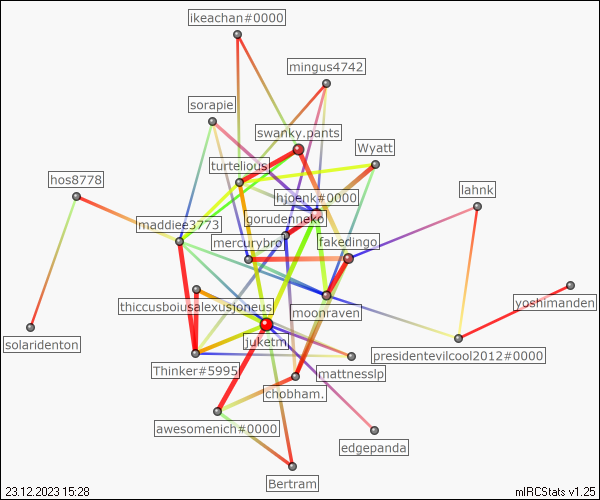 ikeachan#0000
mingus4742
sorapie
swanky.pants
Wyatt
turtelious
hos8778
lahnk
hjoenk#0000
gorudenneko
maddiee3773
mercurybro
fakedingo
thiccusboiusalexusjoneus
yoshimanden
moonraven
solaridenton
juketm.
presidentevilcool2012#0000
Thinker#5995
mattnesslp
chobham.
awesomenich#0000
edgepanda
Bertram
23.12.2023 15:28
mIRCStats v1.25